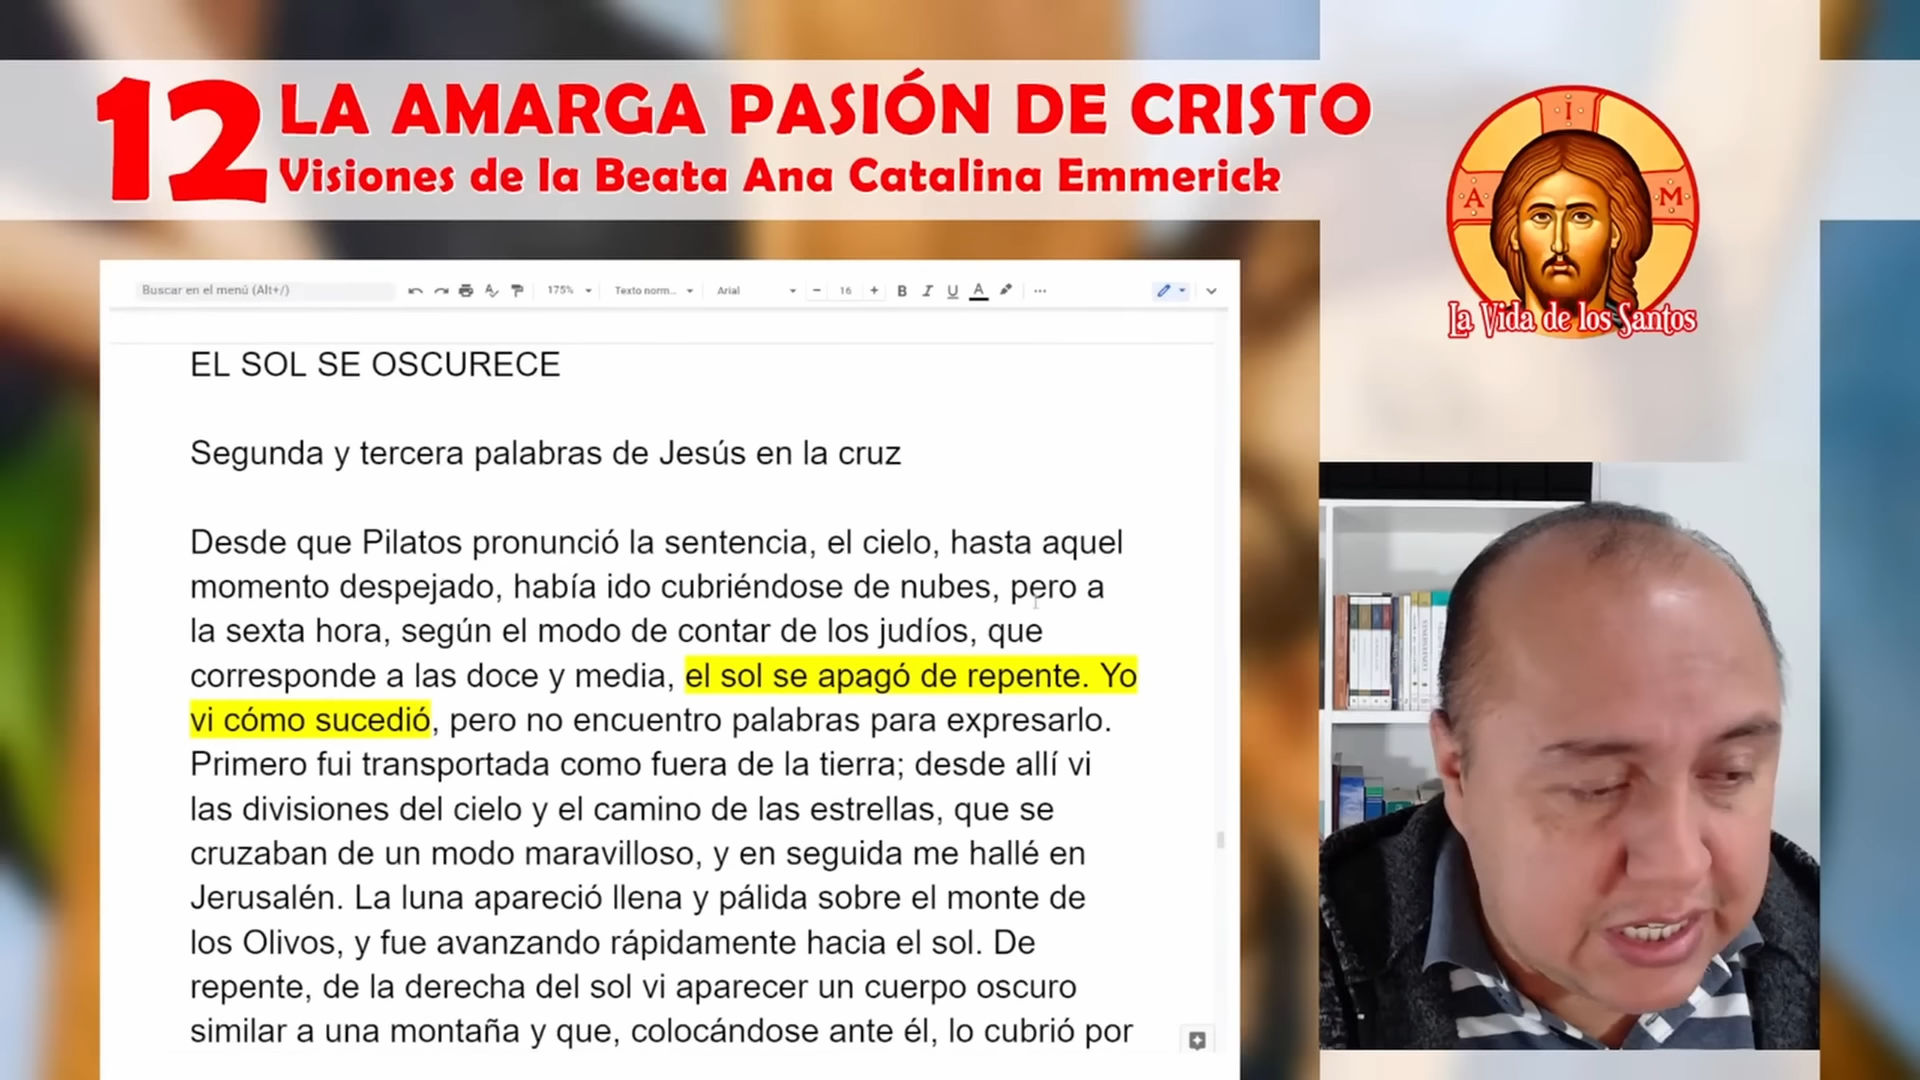 12 LA AMARGA PASIÓN DE CRISTO
Visiones de la Beata Ana Catalina Emmerick
I
A M
La Vida de los Santos
Buscar en el menú (Alt+/)
175% Texto norm... Arial − 16 + B I U A ...
EL SOL SE OSCURECE
Segunda y tercera palabras de Jesús en la cruz
Desde que Pilatos pronunció la sentencia, el cielo, hasta aquel
momento despejado, había ido cubriéndose de nubes, pero a
la sexta hora, según el modo de contar de los judíos, que
corresponde a las doce y media, el sol se apagó de repente. Yo
vi cómo sucedió, pero no encuentro palabras para expresarlo.
Primero fui transportada como fuera de la tierra; desde allí vi
las divisiones del cielo y el camino de las estrellas, que se
cruzaban de un modo maravilloso, y en seguida me hallé en
Jerusalén. La luna apareció llena y pálida sobre el monte de
los Olivos, y fue avanzando rápidamente hacia el sol. De
repente, de la derecha del sol vi aparecer un cuerpo oscuro
similar a una montaña y que, colocándose ante él, lo cubrió por